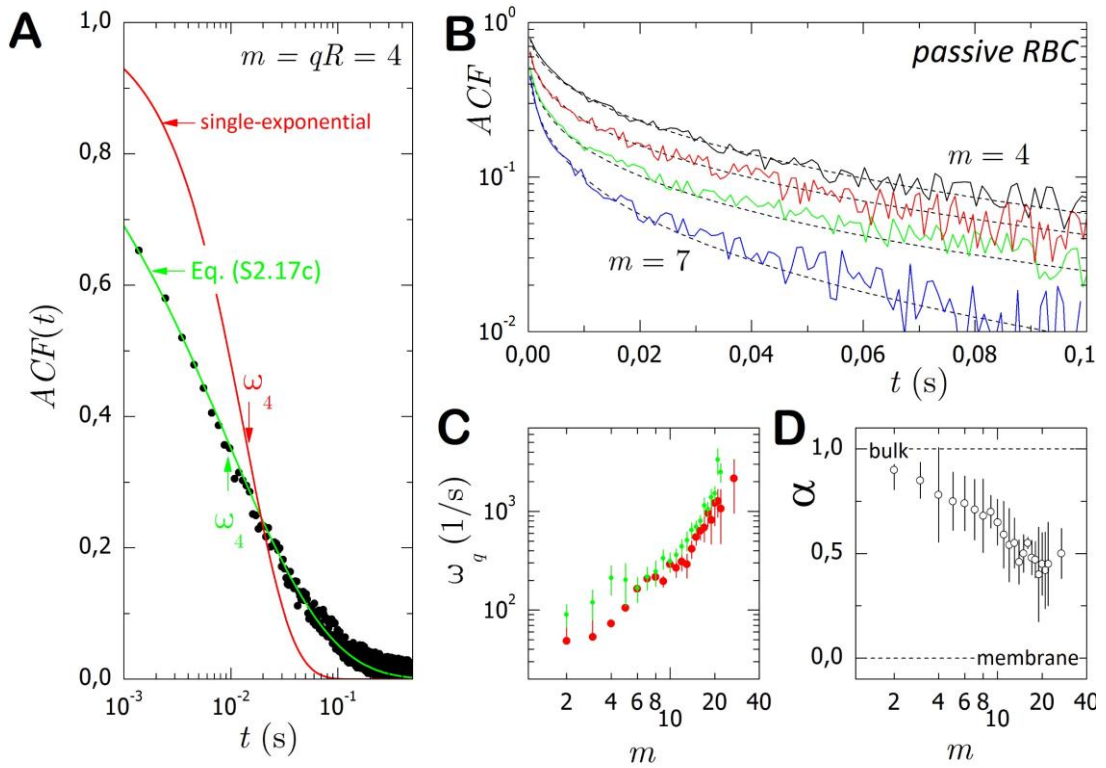 A
m = qR = 4
1,0
0,8
0,6
0,4
0,2
0,0
ACF(t)
single-exponential
Eq. (S2.17c)
ω4
ω4
10⁻³ 10⁻² 10⁻¹
t (s)
B
passive RBC
ACF
10⁰
10⁻¹
10⁻²
m = 4
m = 7
0,00 0,02 0,04 0,06 0,08 0,1
t (s)
C
ωq (1/s)
10³
10²
2 4 6 8 10 20 40
m
D
α
1,0
0,5
0,0
bulk
membrane
2 4 6 8 10 20 40
m